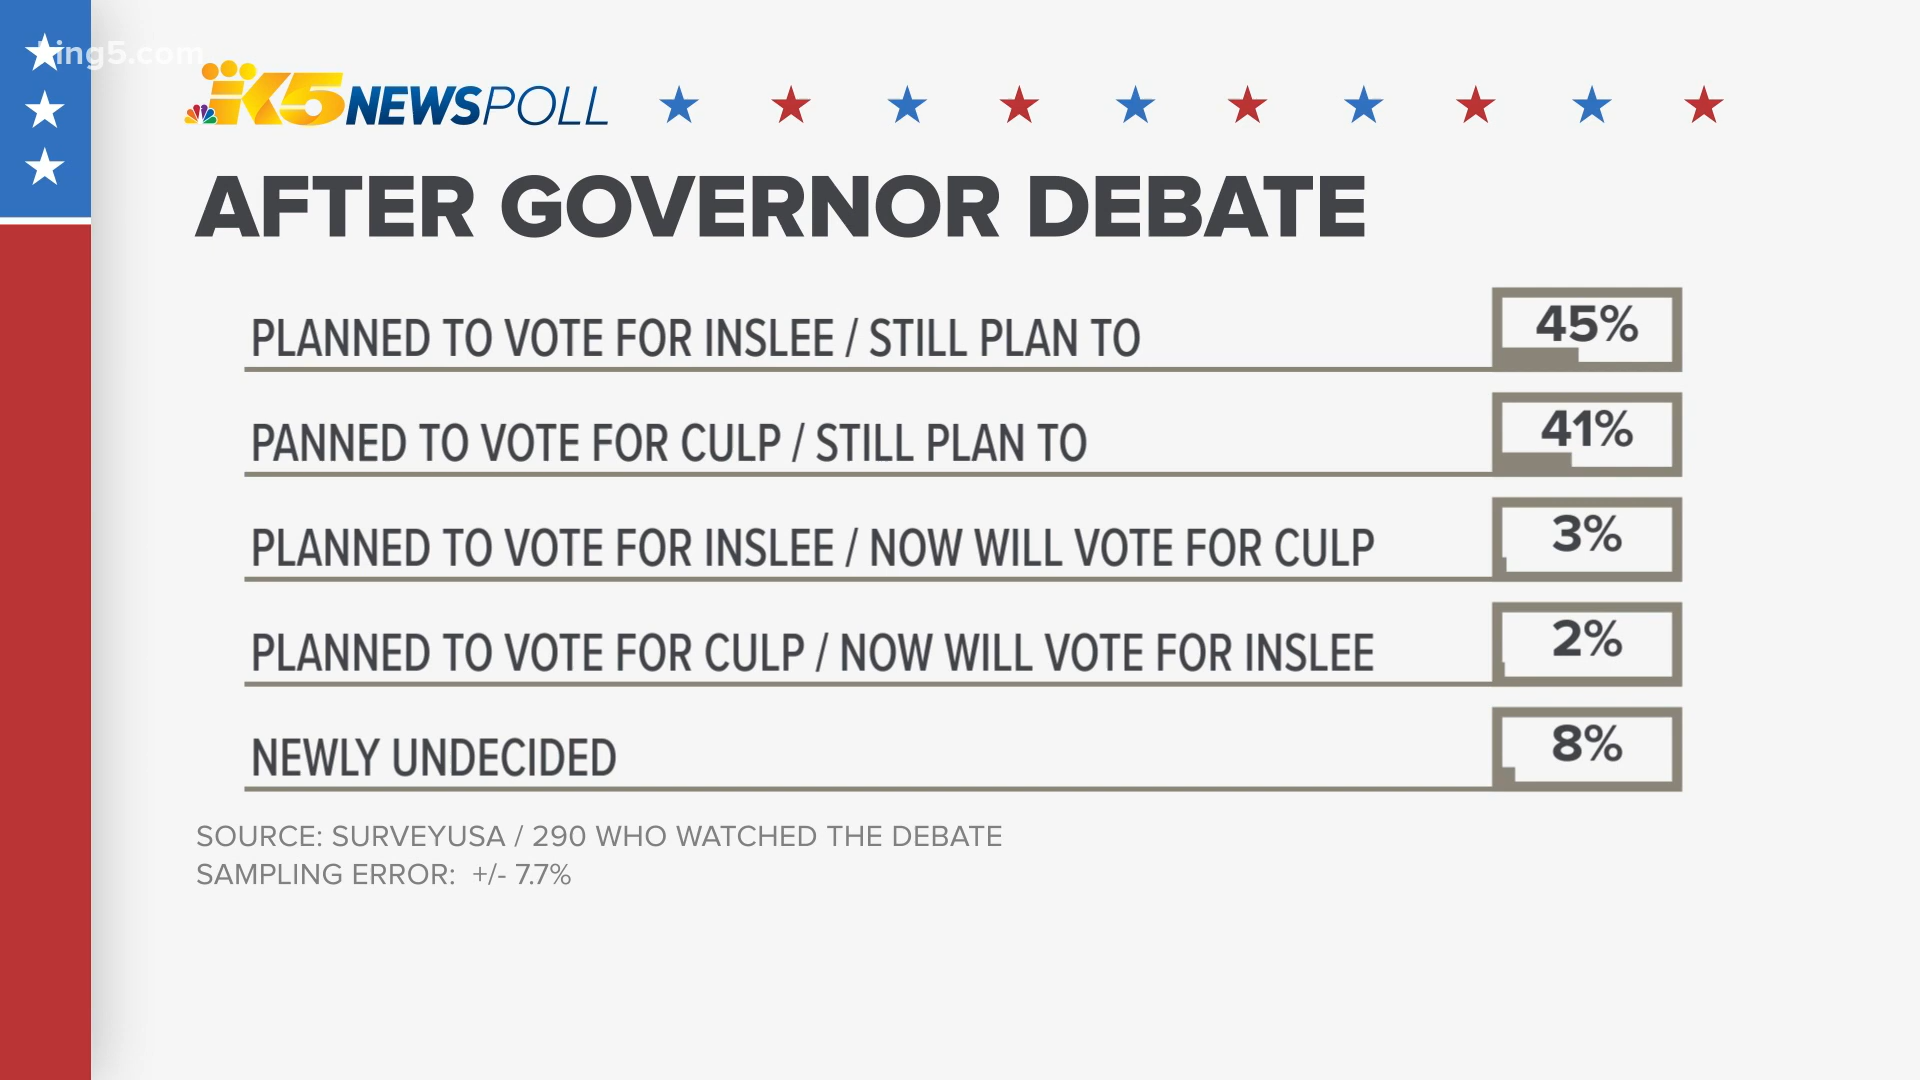 king5.com
K5 NEWSPOLL
AFTER GOVERNOR DEBATE
PLANNED TO VOTE FOR INSLEE / STILL PLAN TO 45%
PANNED TO VOTE FOR CULP / STILL PLAN TO 41%
PLANNED TO VOTE FOR INSLEE / NOW WILL VOTE FOR CULP 3%
PLANNED TO VOTE FOR CULP / NOW WILL VOTE FOR INSLEE 2%
NEWLY UNDECIDED 8%
SOURCE: SURVEYUSA / 290 WHO WATCHED THE DEBATE
SAMPLING ERROR: +/- 7.7%